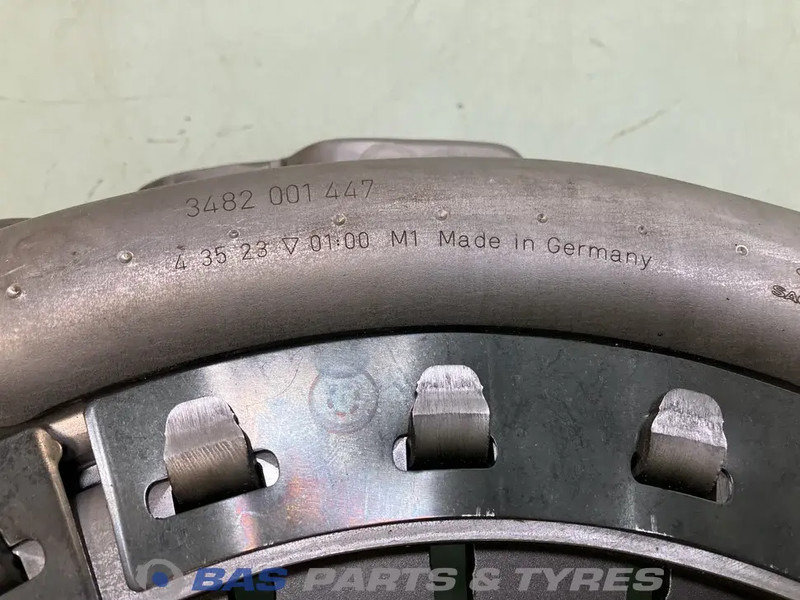 3482 001 447
4 35 23 ▽ 01:00 M1 Made in Germany
BAS PARTS & TYRES